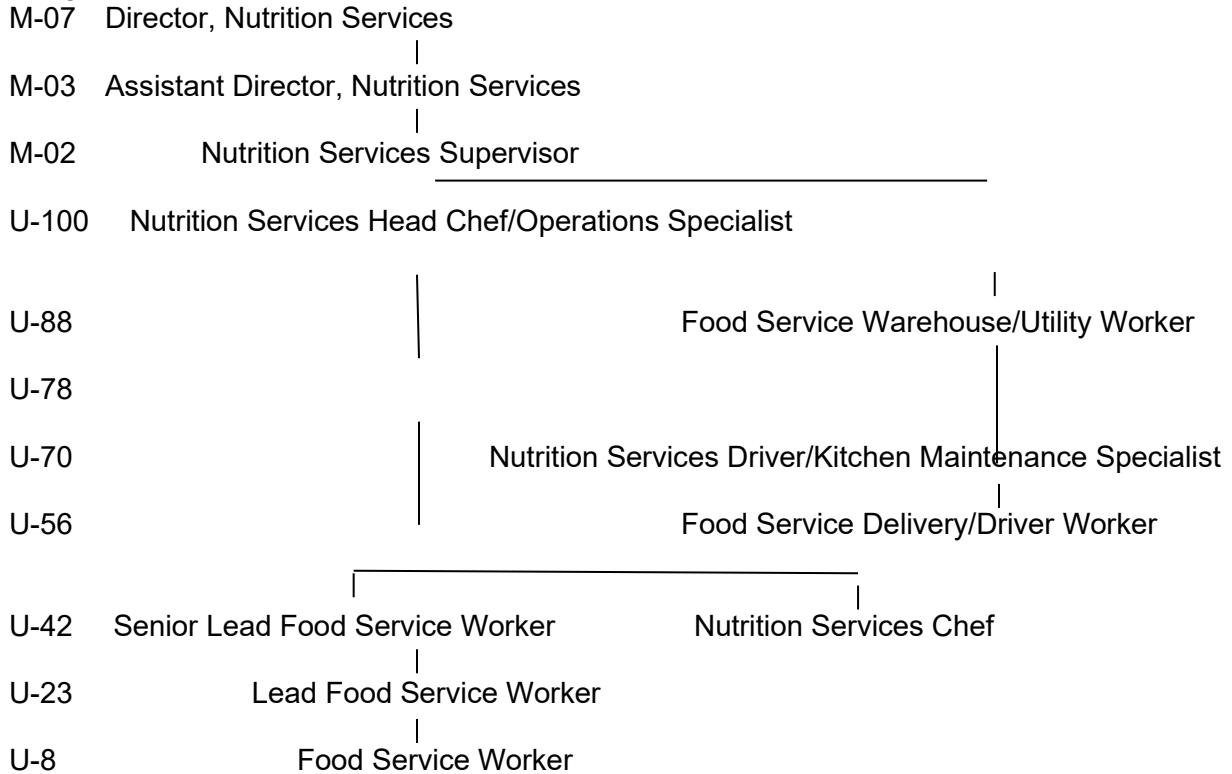 M-07 Director, Nutrition Services
M-03 Assistant Director, Nutrition Services
M-02 Nutrition Services Supervisor
U-100 Nutrition Services Head Chef/Operations Specialist
U-88 Food Service Warehouse/Utility Worker
U-78
U-70 Nutrition Services Driver/Kitchen Maintenance Specialist
U-56 Food Service Delivery/Driver Worker
U-42 Senior Lead Food Service Worker Nutrition Services Chef
U-23 Lead Food Service Worker
U-8 Food Service Worker